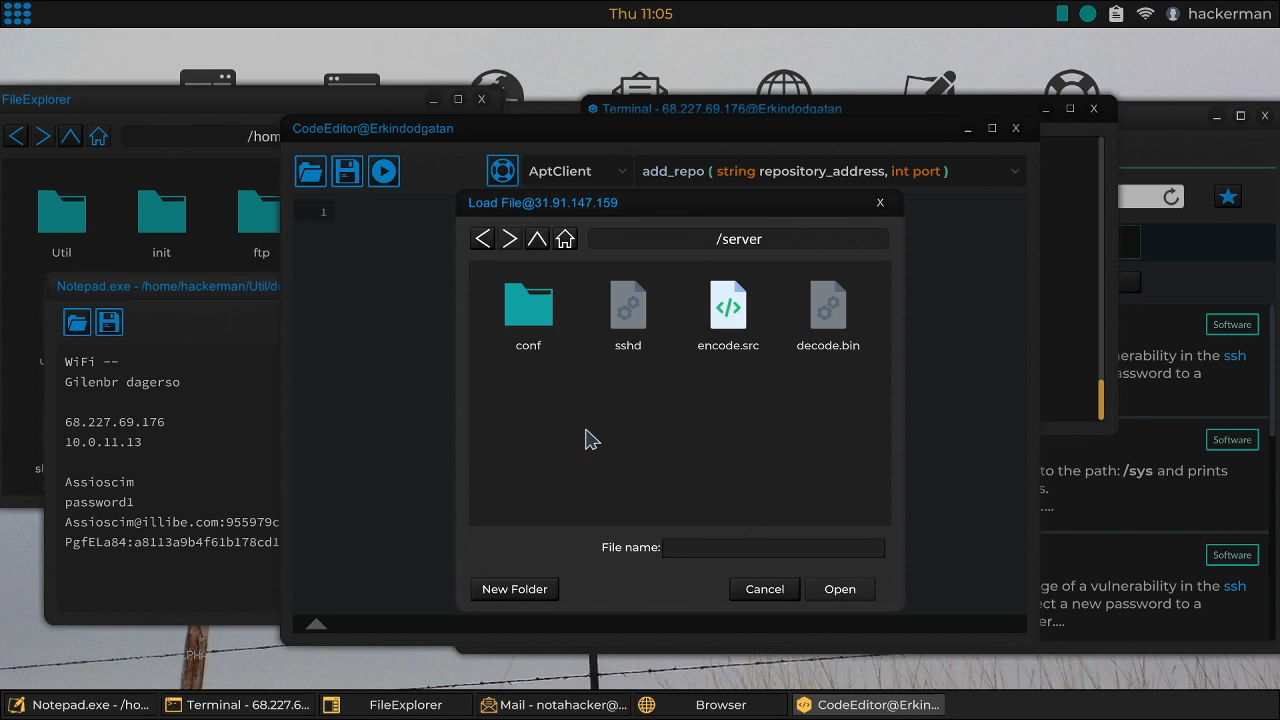 Thu 11:05
hackerman
FileExplorer
/hom
Util
init
ftp
Terminal - 68.227.69.176@Erkindodgatan
CodeEditor@Erkindodgatan
AptClient
add_repo ( string repository_address, int port )
1
Load File@31.91.147.159
X
/server
conf
sshd
encode.src
decode.bin
File name:
New Folder
Cancel
Open
Notepad.exe - /home/hackerman/Util/d
WiFi --
Gilenbr dagerso
68.227.69.176
10.0.11.13
Assioscim
password1
Assioscim@illibe.com:955979c
PgfELa84:a8113a9b4f61b178cd1
Software
nerability in the ssh
assword to a
Software
to the path: /sys and prints
s.
....
Software
ge of a vulnerability in the ssh
ect a new password to a
er....
ALPHA
Notepad.exe - /ho...
Terminal - 68.227.6...
FileExplorer
Mail - notahacker@...
Browser
CodeEditor@Erkin...